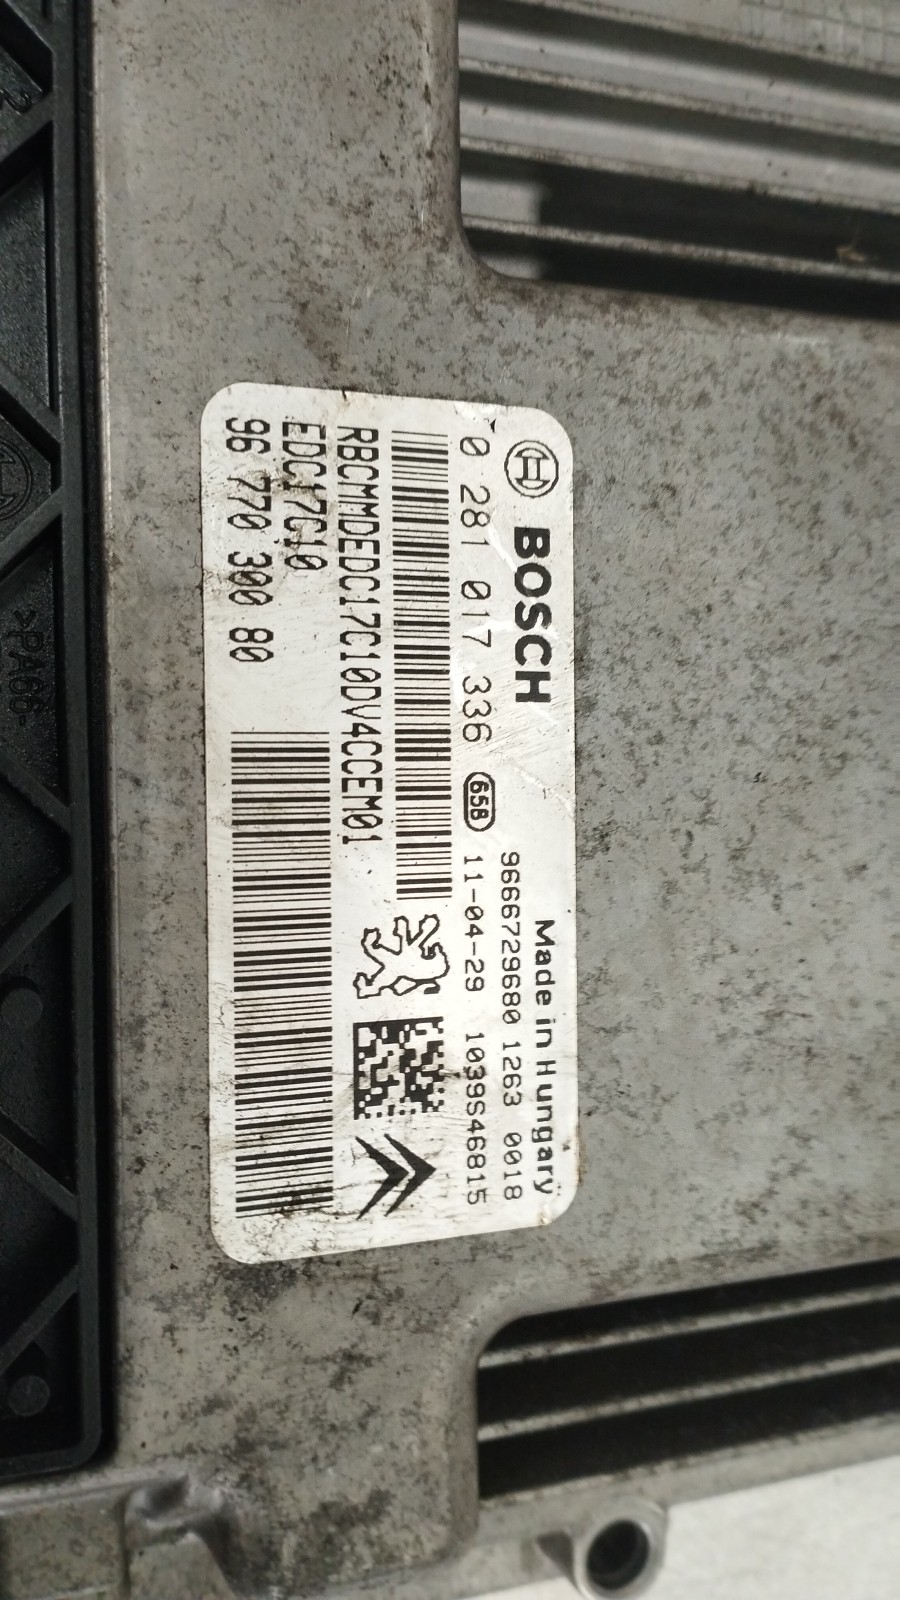 BOSCH
Made in Hungary
9666729680 1263 0018
0 281 017 336 65B 11-04-29 1039S46815
RBCMMDEDC17C10DV4CCEM01
EDC17C10
96 770 300 80
>PA66-